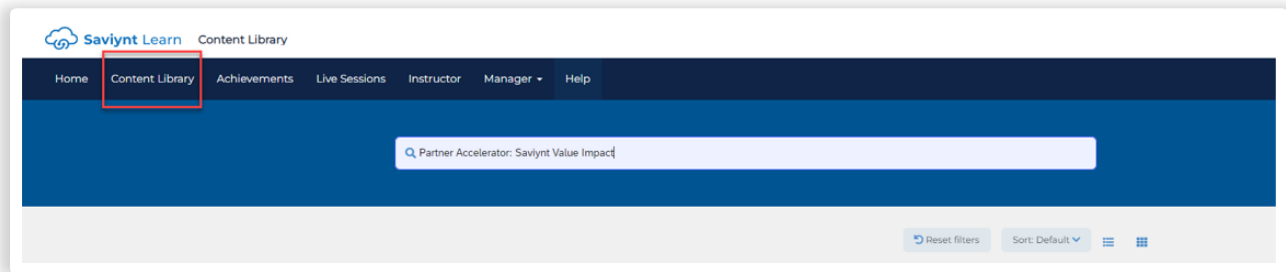 Saviynt Learn Content Library
Home Content Library Achievements Live Sessions Instructor Manager Help
Partner Accelerator: Saviynt Value Impact
Reset filters Sort: Default